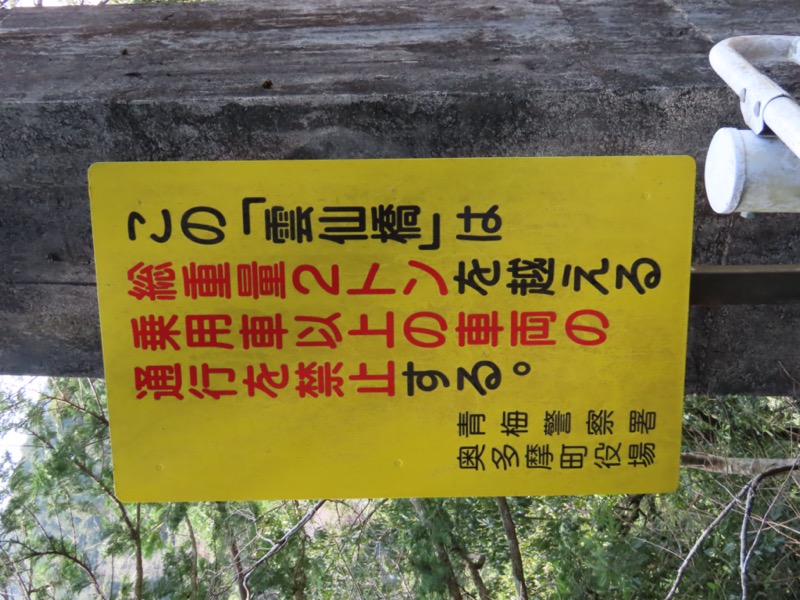 この「雲仙橋」は
総重量２トンを越える
乗用車以上の車両の
通行を禁止する。
青梅警察署
奥多摩町役場